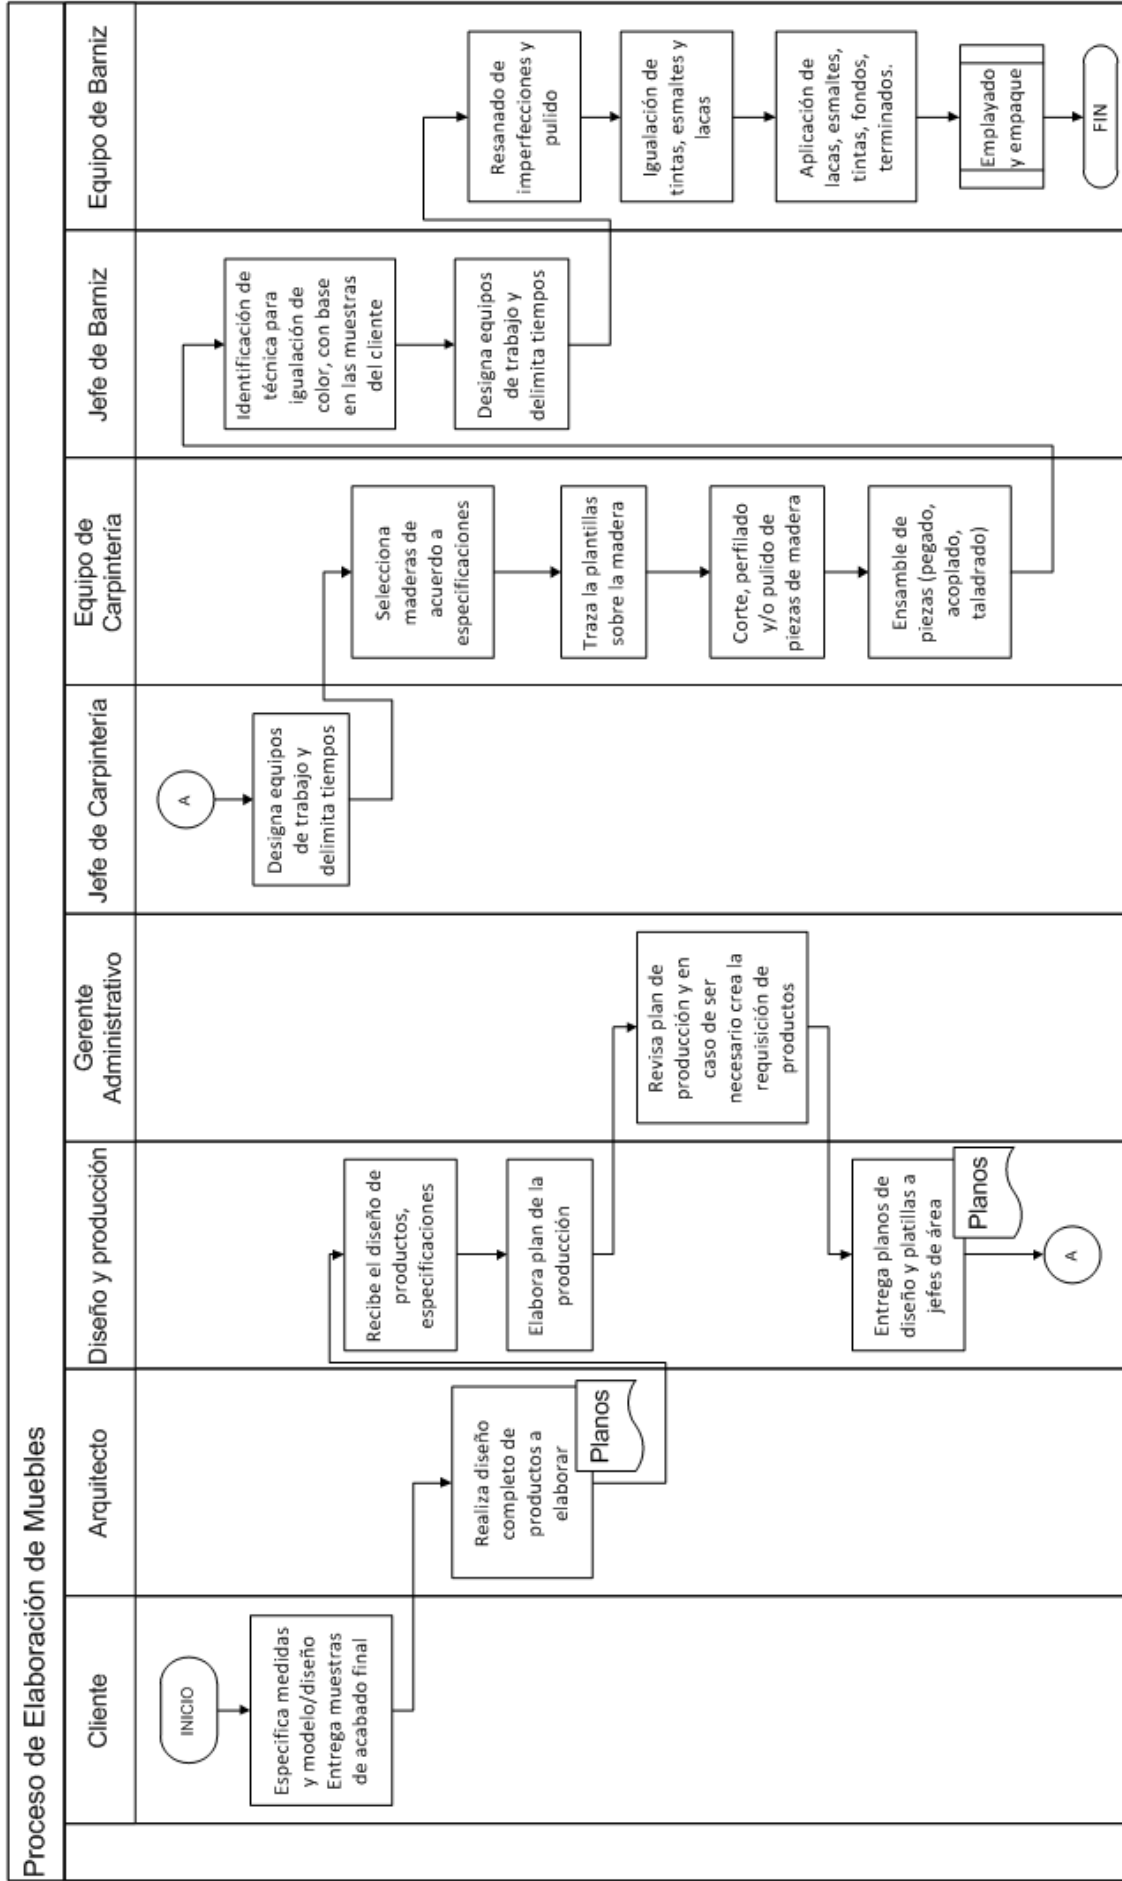 Proceso de Elaboración de Muebles
Cliente
Arquitecto
Diseño y producción
Gerente
Administrativo
Jefe de Carpintería
Equipo de
Carpintería
Jefe de Barniz
Equipo de Barniz
INICIO
Especifica medidas
y modelo/diseño
Entrega muestras
de acabado final
Realiza diseño
completo de
productos a
elaborar
Planos
Recibe el diseño de
productos,
especificaciones
Elabora plan de la
producción
Revisa plan de
producción y en
caso de ser
necesario crea la
requisición de
productos
Entrega planos de
diseño y platillas a
jefes de área
Planos
A
A
Designa equipos
de trabajo y
delimita tiempos
Selecciona
maderas de
acuerdo a
especificaciones
Traza la plantillas
sobre la madera
Corte, perfilado
y/o pulido de
piezas de madera
Ensamble de
piezas (pegado,
acoplado,
taladrado)
Identificación de
técnica para
igualación de
color, con base
en las muestras
del cliente
Designa equipos
de trabajo y
delimita tiempos
Resanado de
imperfecciones y
pulido
Igualación de
tintas, esmaltes y
lacas
Aplicación de
lacas, esmaltes,
tintas, fondos,
terminados.
Emplayado
y empaque
FIN